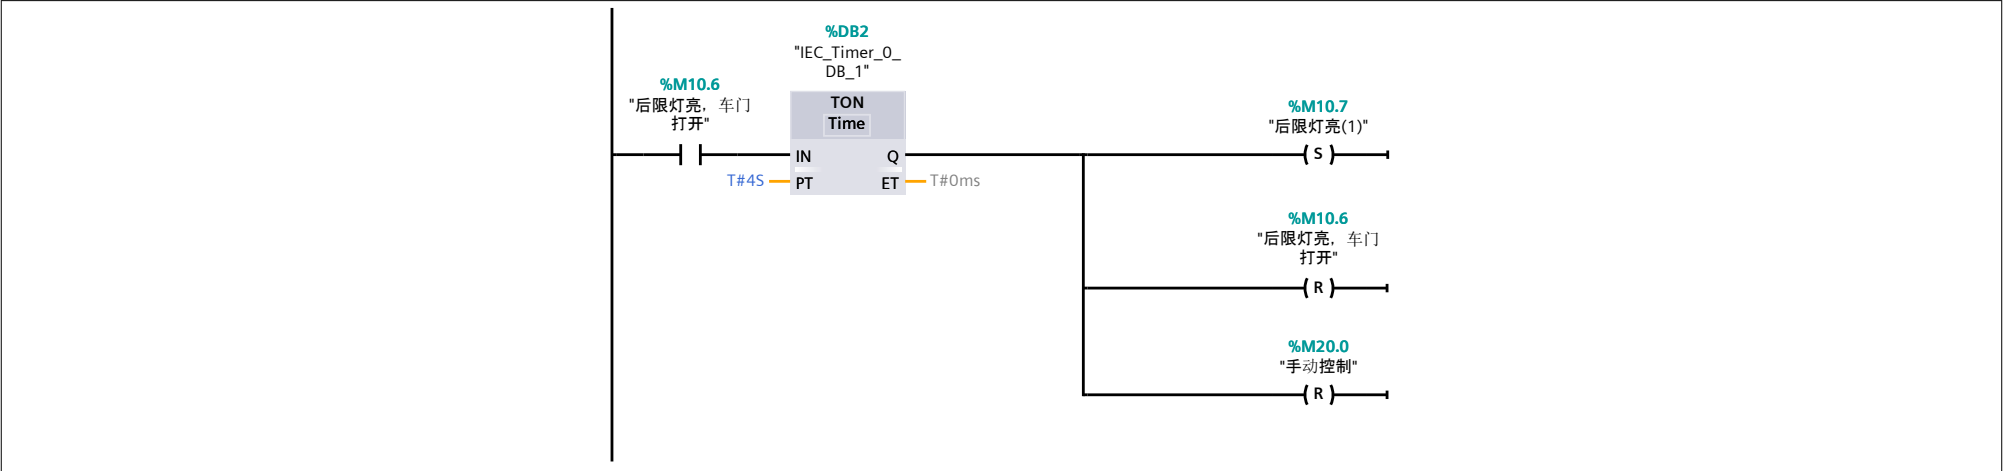 %DB2
"IEC_Timer_0_
DB_1"
%M10.6
"后限灯亮，车门
打开"
TON
Time
IN
Q
T#4S
PT
ET
T#0ms
%M10.7
"后限灯亮(1)"
S
%M10.6
"后限灯亮，车门
打开"
R
%M20.0
"手动控制"
R